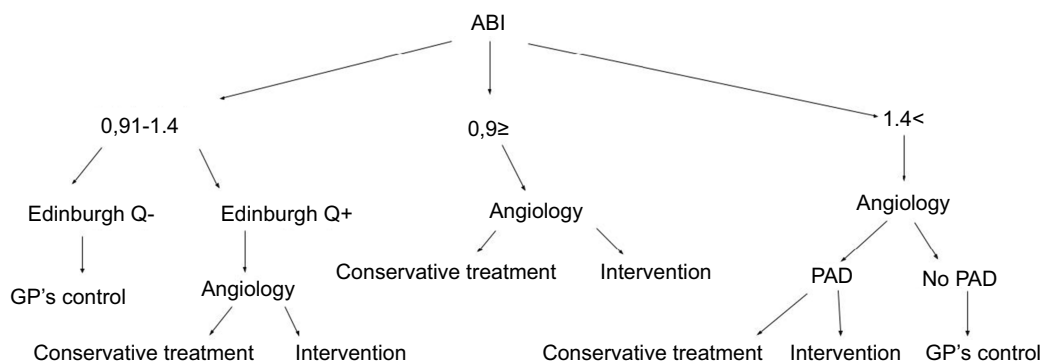 ABI
0,91-1.4
0,9≥
1.4<
Edinburgh Q-
Edinburgh Q+
Angiology
Angiology
GP's control
Angiology
Conservative treatment
Intervention
PAD
No PAD
Conservative treatment
Intervention
Conservative treatment
Intervention
GP's control